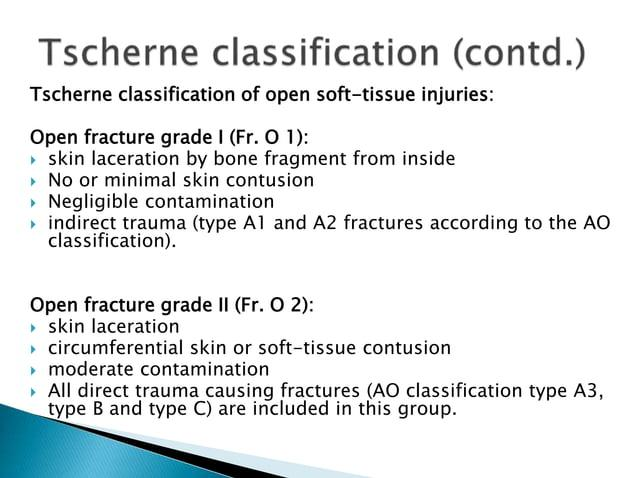 Tscherne classification (contd.)
Tscherne classification of open soft-tissue injuries:
Open fracture grade I (Fr. O 1):
skin laceration by bone fragment from inside
No or minimal skin contusion
Negligible contamination
indirect trauma (type A1 and A2 fractures according to the AO
classification).
Open fracture grade II (Fr. O 2):
skin laceration
circumferential skin or soft-tissue contusion
moderate contamination
All direct trauma causing fractures (AO classification type A3,
type B and type C) are included in this group.